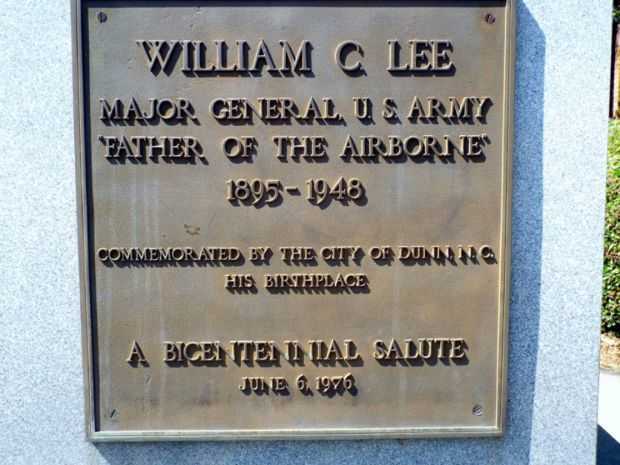 WILLIAM C LEE
MAJOR GENERAL, U S ARMY
"FATHER OF THE AIRBORNE"
1895-1948
COMMEMORATED BY THE CITY OF DUNN, N.C.
HIS BIRTHPLACE
A BICENTENNIAL SALUTE
JUNE 6, 1976